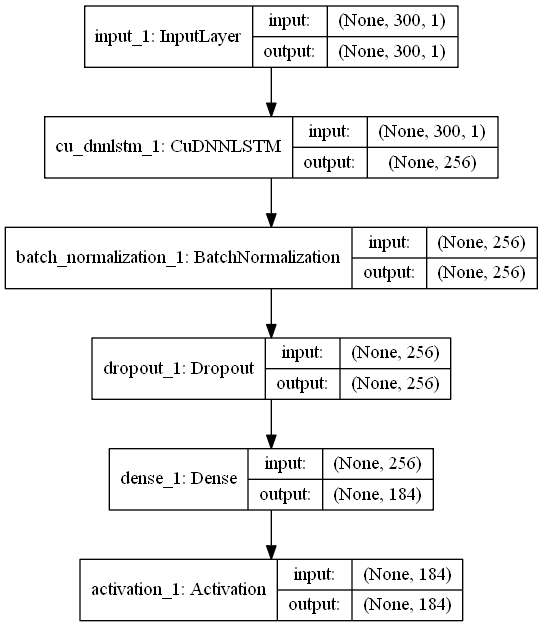 input_1: InputLayer
input: (None, 300, 1)
output: (None, 300, 1)
cu_dnnlstm_1: CuDNNLSTM
input: (None, 300, 1)
output: (None, 256)
batch_normalization_1: BatchNormalization
input: (None, 256)
output: (None, 256)
dropout_1: Dropout
input: (None, 256)
output: (None, 256)
dense_1: Dense
input: (None, 256)
output: (None, 184)
activation_1: Activation
input: (None, 184)
output: (None, 184)